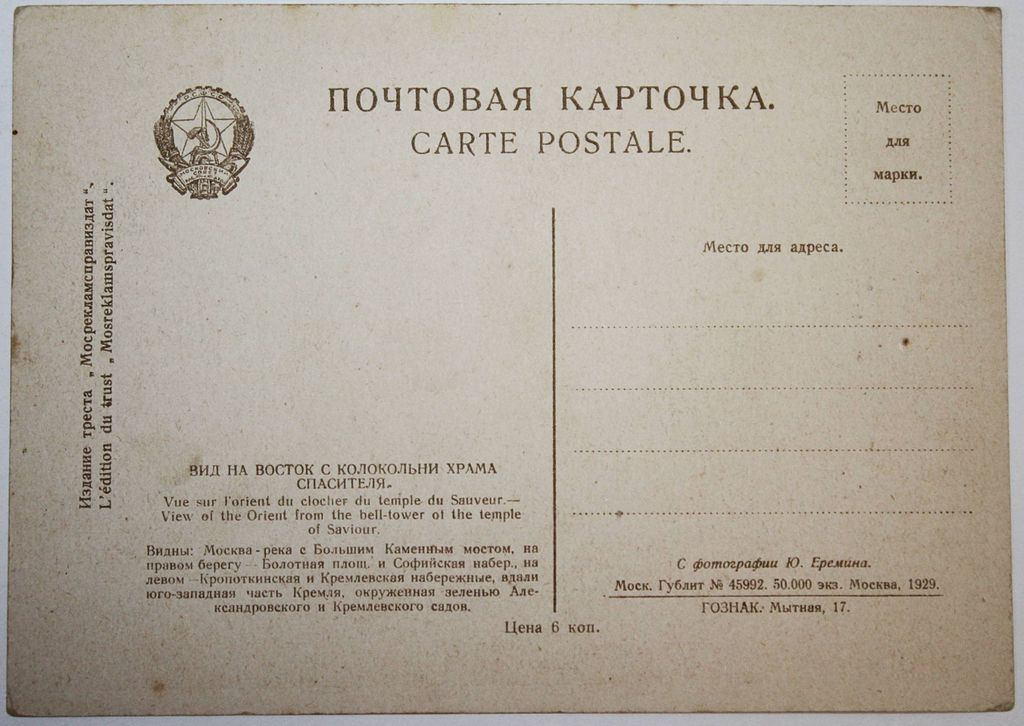 ПОЧТОВАЯ КАРТОЧКА.
CARTE POSTALE.
Р.С.Ф.С.Р.
МОСКОВСКИЙ
СОВЕТ
Место
для
марки.
Место для адреса.
Издание треста „Мосрекламсправиздат“.
L'édition du trust „Mosreklamspravisdat“.
ВИД НА ВОСТОК С КОЛОКОЛЬНИ ХРАМА
СПАСИТЕЛЯ.
Vue sur l'orient du clocher du temple du Sauveur.—
View of the Orient from the bell-tower of the temple
of Saviour.
Видны: Москва-река с Большим Каменным мостом, на
правом берегу — Болотная площ. и Софийская набер., на
левом — Кропоткинская и Кремлевская набережные, вдали
юго-западная часть Кремля, окруженная зеленью Але-
ксандровского и Кремлевского садов.
Цена 6 коп.
С фотографии Ю. Еремина.
Моск. Гублит № 45992. 50.000 экз. Москва, 1929.
ГОЗНАК. Мытная, 17.